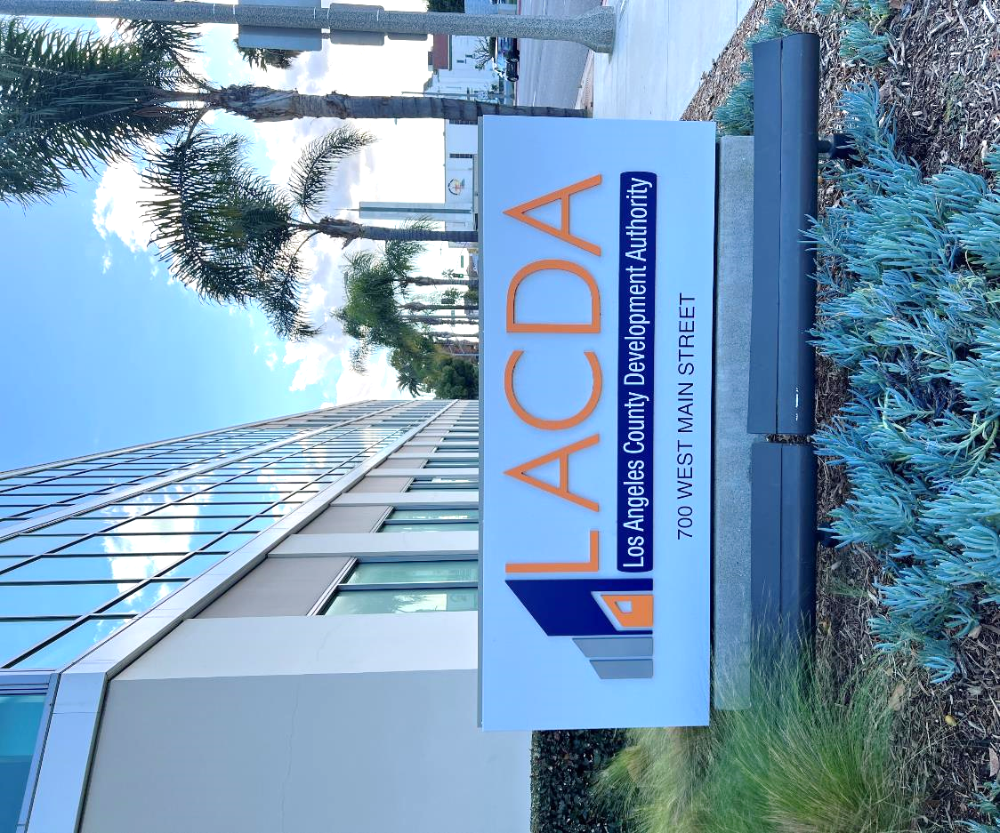 LACDA
Los Angeles County Development Authority
700 WEST MAIN STREET